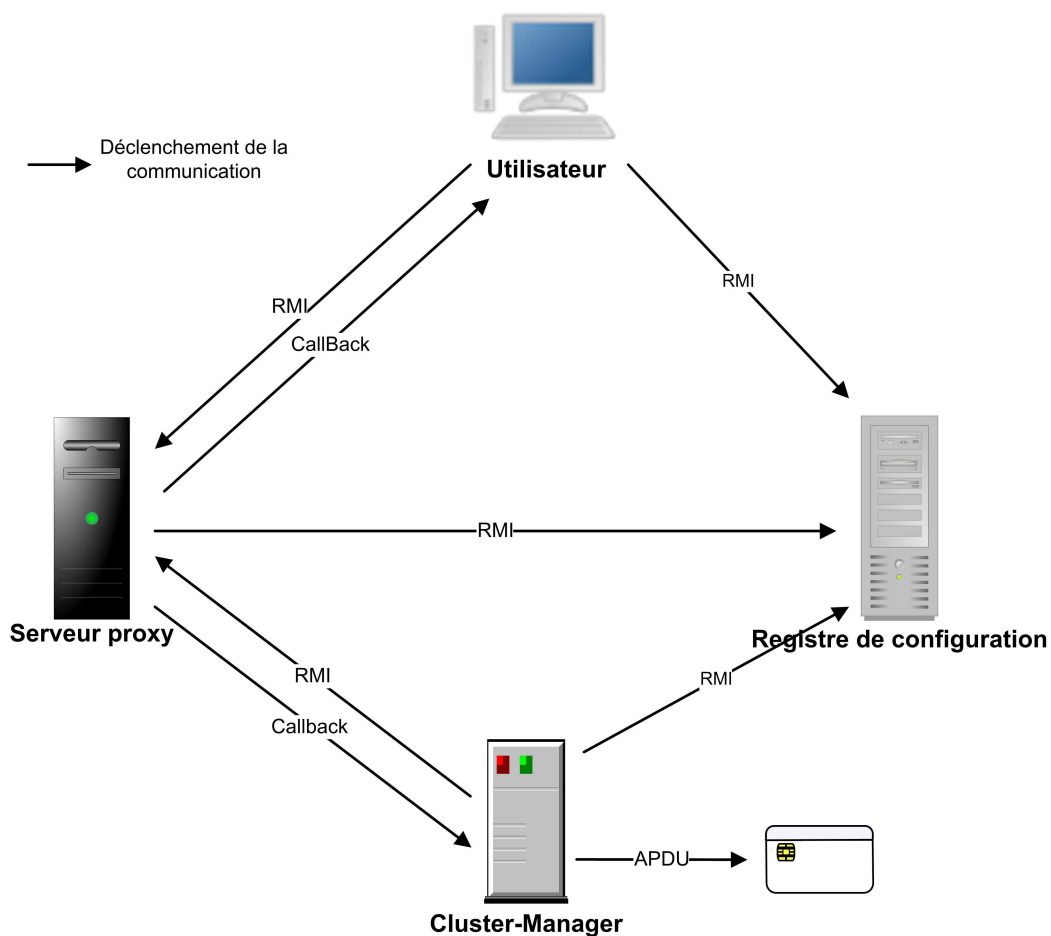 Déclenchement de la
communication
Utilisateur
RMI
RMI
CallBack
RMI
Serveur proxy
Registre de configuration
RMI
RMI
Callback
APDU
Cluster-Manager